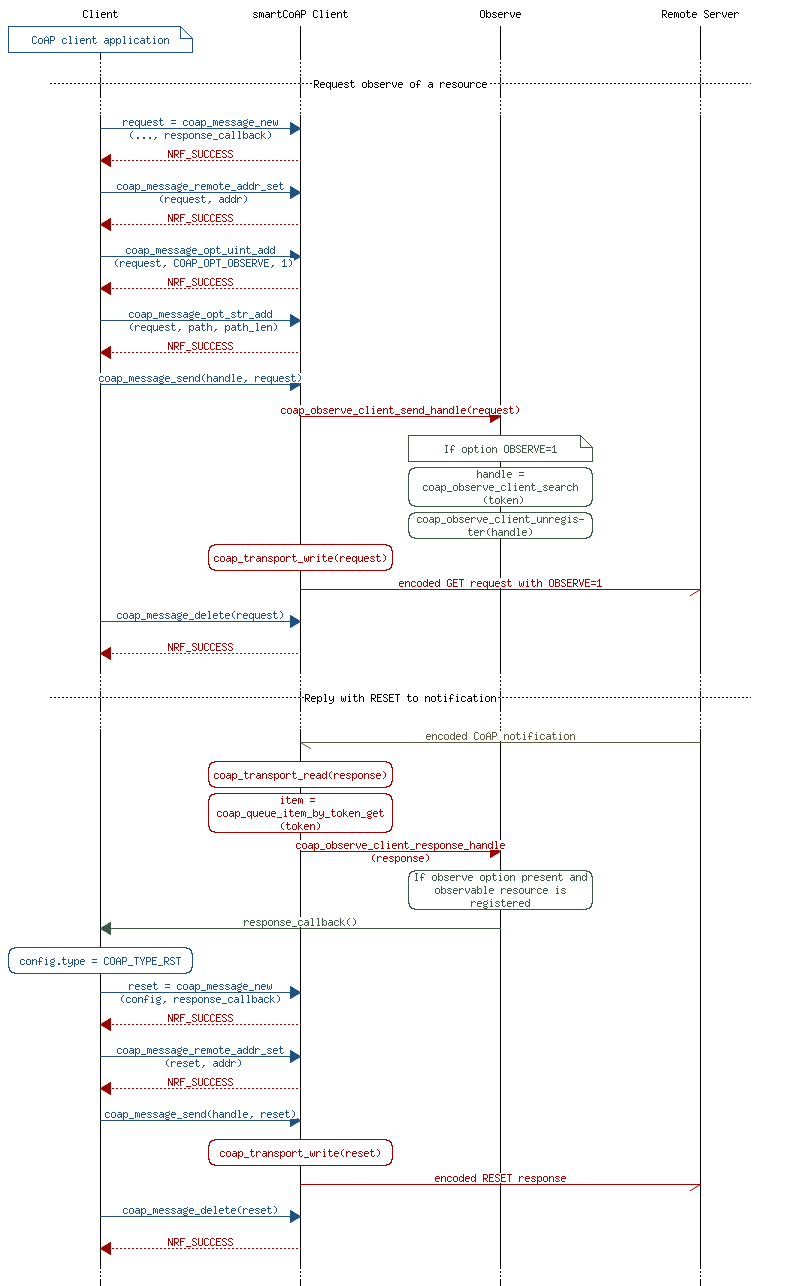 Client
smartCoAP Client
Observe
Remote Server
CoAP client application
Request observe of a resource
request = coap_message_new
(..., response_callback)
NRF_SUCCESS
coap_message_remote_addr_set
(request, addr)
NRF_SUCCESS
coap_message_opt_uint_add
(request, COAP_OPT_OBSERVE, 1)
NRF_SUCCESS
coap_message_opt_str_add
(request, path, path_len)
NRF_SUCCESS
coap_message_send(handle, request)
coap_observe_client_send_handle(request)
If option OBSERVE=1
handle =
coap_observe_client_search
(token)
coap_observe_client_unregis-
ter(handle)
coap_transport_write(request)
encoded GET request with OBSERVE=1
coap_message_delete(request)
NRF_SUCCESS
Reply with RESET to notification
encoded CoAP notification
coap_transport_read(response)
item =
coap_queue_item_by_token_get
(token)
coap_observe_client_response_handle
(response)
If observe option present and
observable resource is
registered
response_callback()
config.type = COAP_TYPE_RST
reset = coap_message_new
(config, response_callback)
NRF_SUCCESS
coap_message_remote_addr_set
(reset, addr)
NRF_SUCCESS
coap_message_send(handle, reset)
coap_transport_write(reset)
encoded RESET response
coap_message_delete(reset)
NRF_SUCCESS